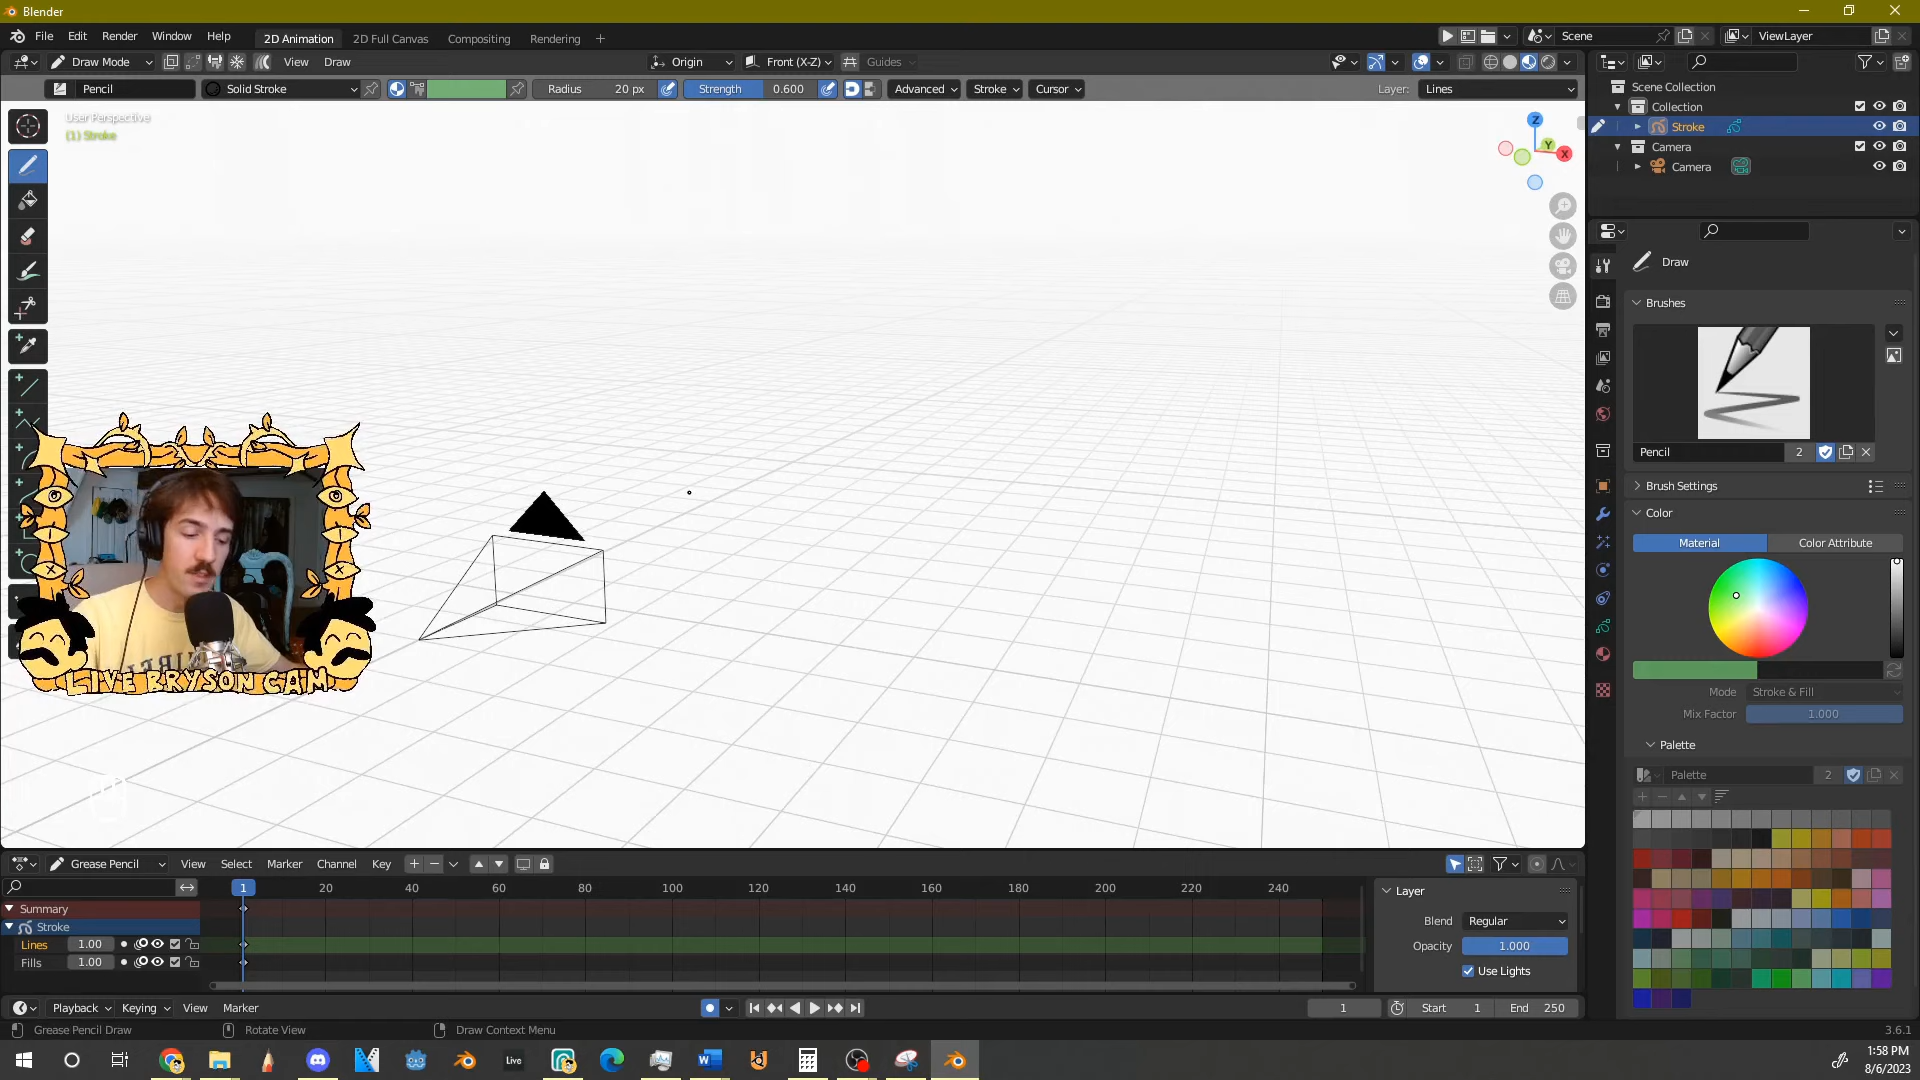 Blender
File Edit Render Window Help 2D Animation 2D Full Canvas Compositing Rendering + Scene ViewLayer
Draw Mode View Draw Origin Front (X-Z) Guides
Pencil Solid Stroke Radius 20 px Strength 0.600 Advanced Stroke Cursor Layer: Lines
User Perspective
(1) Stroke
Z
Y
X
Scene Collection
Collection
Stroke
Camera
Camera
Draw
Brushes
Pencil 2
Brush Settings
Color
Material Color Attribute
Mode Stroke & Fill
Mix Factor 1.000
Palette
Palette 2
LIVE BRYSON CAM
Grease Pencil View Select Marker Channel Key
1 20 40 60 80 100 120 140 160 180 200 220 240
Summary
Stroke
Lines 1.00
Fills 1.00
Layer
Blend Regular
Opacity 1.000
Use Lights
Playback Keying View Marker 1 Start 1 End 250
Grease Pencil Draw Rotate View Draw Context Menu 3.6.1
Live
1:58 PM
8/6/2023